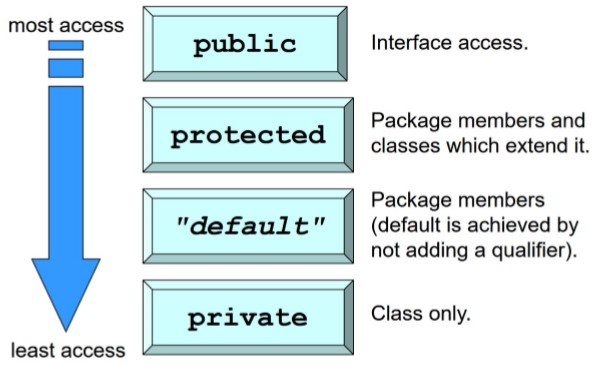 most access
public
Interface access.
protected
Package members and
classes which extend it.
"default"
Package members
(default is achieved by
not adding a qualifier).
private
Class only.
least access